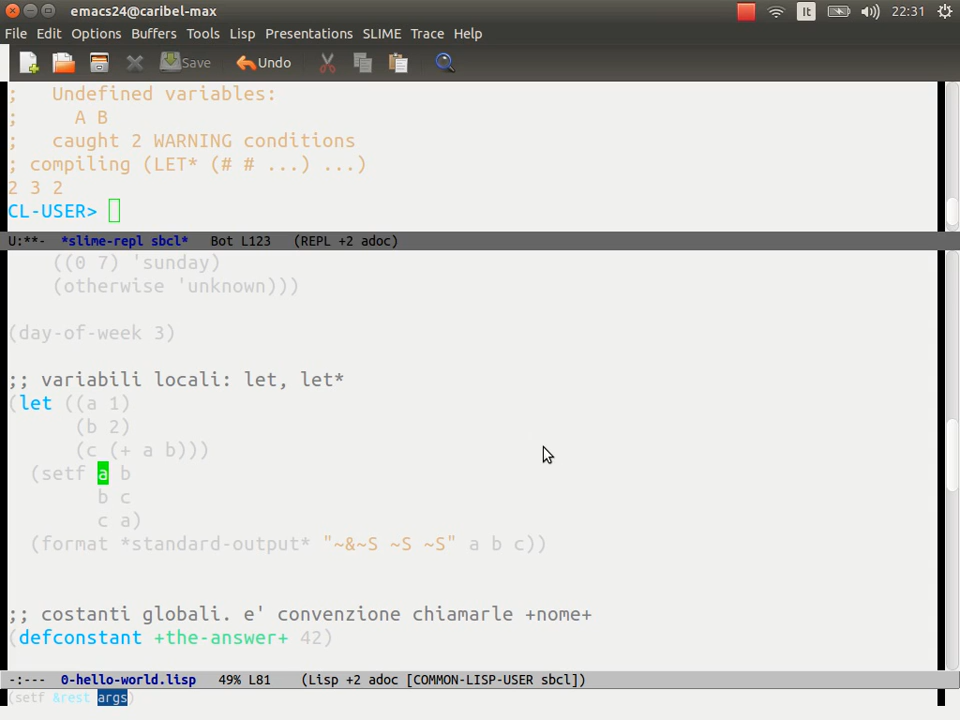 emacs24@caribel-max
It
22:31
File Edit Options Buffers Tools Lisp Presentations SLIME Trace Help
Save
Undo
;   Undefined variables:
;     A B
;   caught 2 WARNING conditions
; compiling (LET* (# # ...) ...)
2 3 2
CL-USER>
U:**-  *slime-repl sbcl*   Bot L123   (REPL +2 adoc)
((0 7) 'sunday)
(otherwise 'unknown)))
(day-of-week 3)
;; variabili locali: let, let*
(let ((a 1)
(b 2)
(c (+ a b)))
(setf a b
b c
c a)
(format *standard-output* "~&~S ~S ~S" a b c))
;; costanti globali. e' convenzione chiamarle +nome+
(defconstant +the-answer+ 42)
-:---  0-hello-world.lisp   49% L81    (Lisp +2 adoc [COMMON-LISP-USER sbcl])
(setf &rest args)